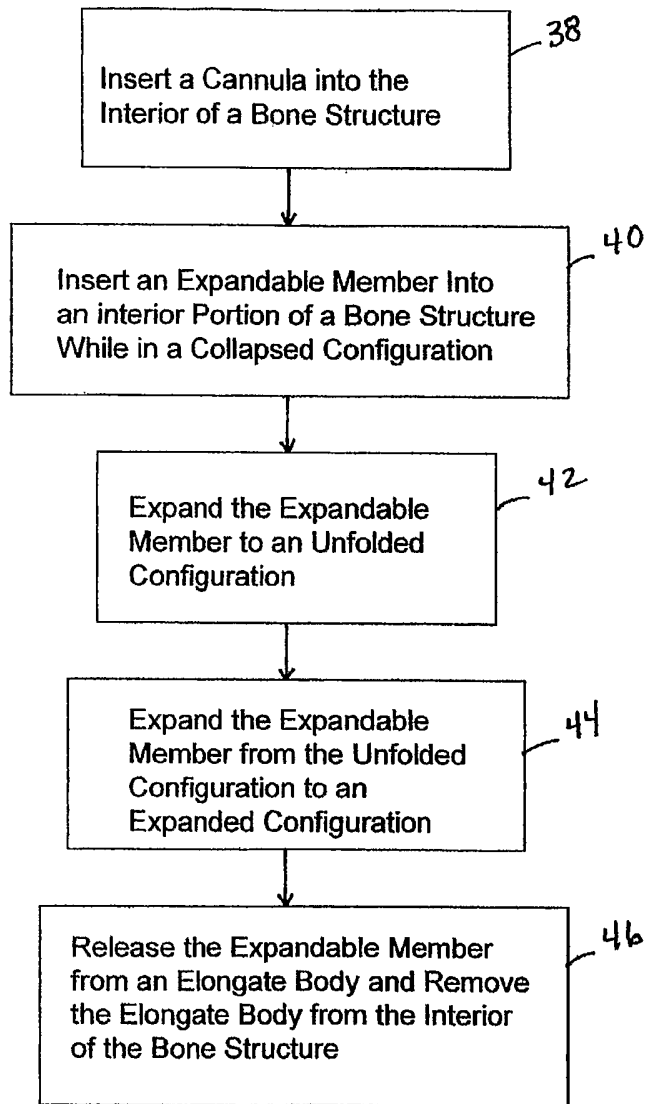 38
Insert a Cannula into the
Interior of a Bone Structure
40
Insert an Expandable Member Into
an interior Portion of a Bone Structure
While in a Collapsed Configuration
42
Expand the Expandable
Member to an Unfolded
Configuration
44
Expand the Expandable
Member from the Unfolded
Configuration to an
Expanded Configuration
46
Release the Expandable Member
from an Elongate Body and Remove
the Elongate Body from the Interior
of the Bone Structure